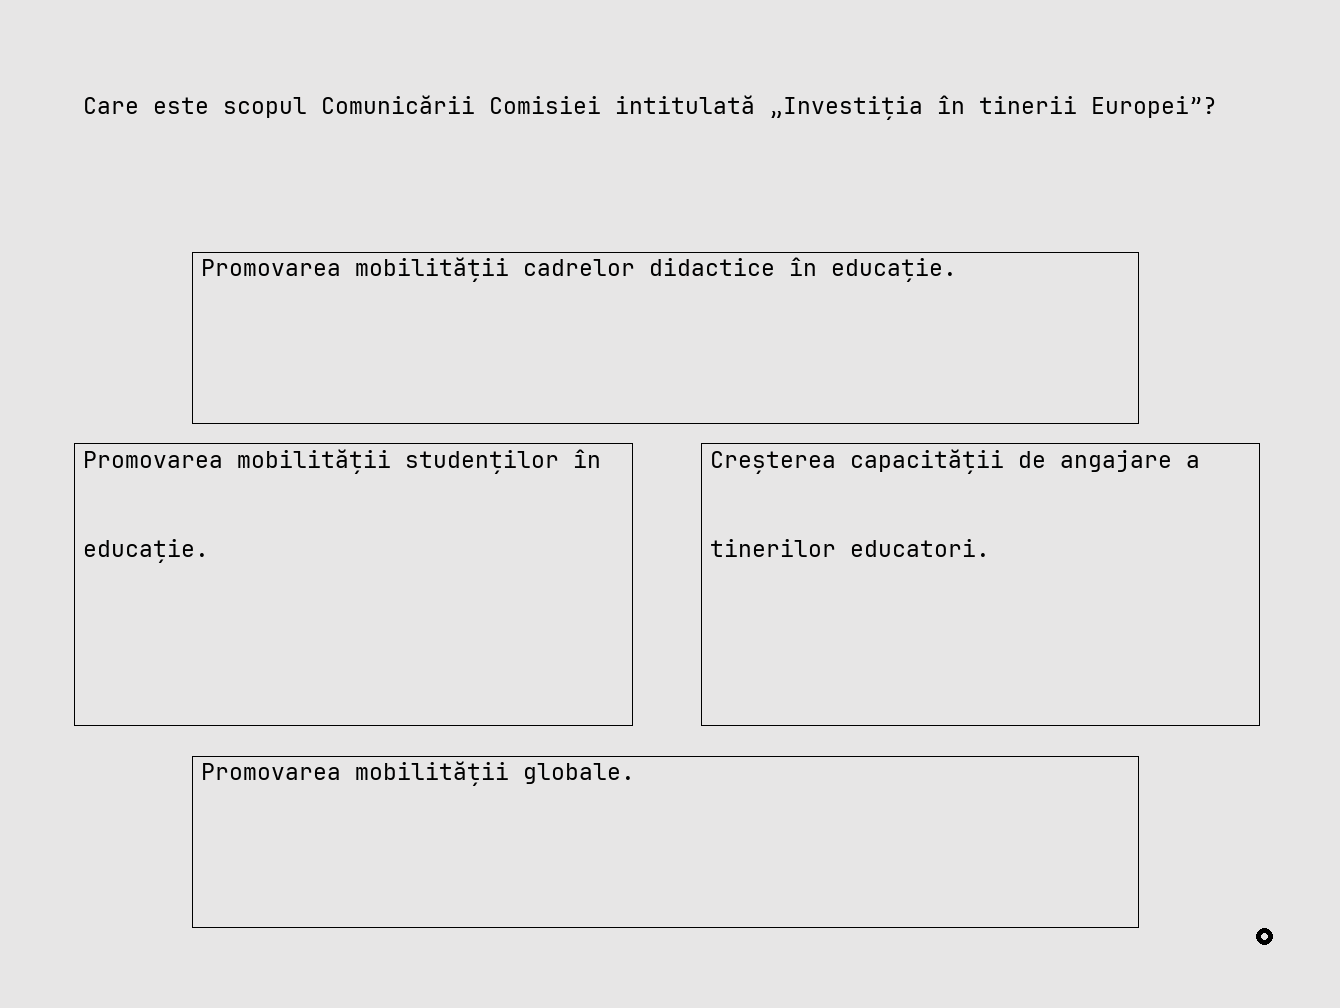 Care este scopul Comunicării Comisiei intitulată „Investiția în tinerii Europei”?
Promovarea mobilității cadrelor didactice în educație.
Promovarea mobilității studenților în
educație.
Creșterea capacității de angajare a
tinerilor educatori.
Promovarea mobilității globale.